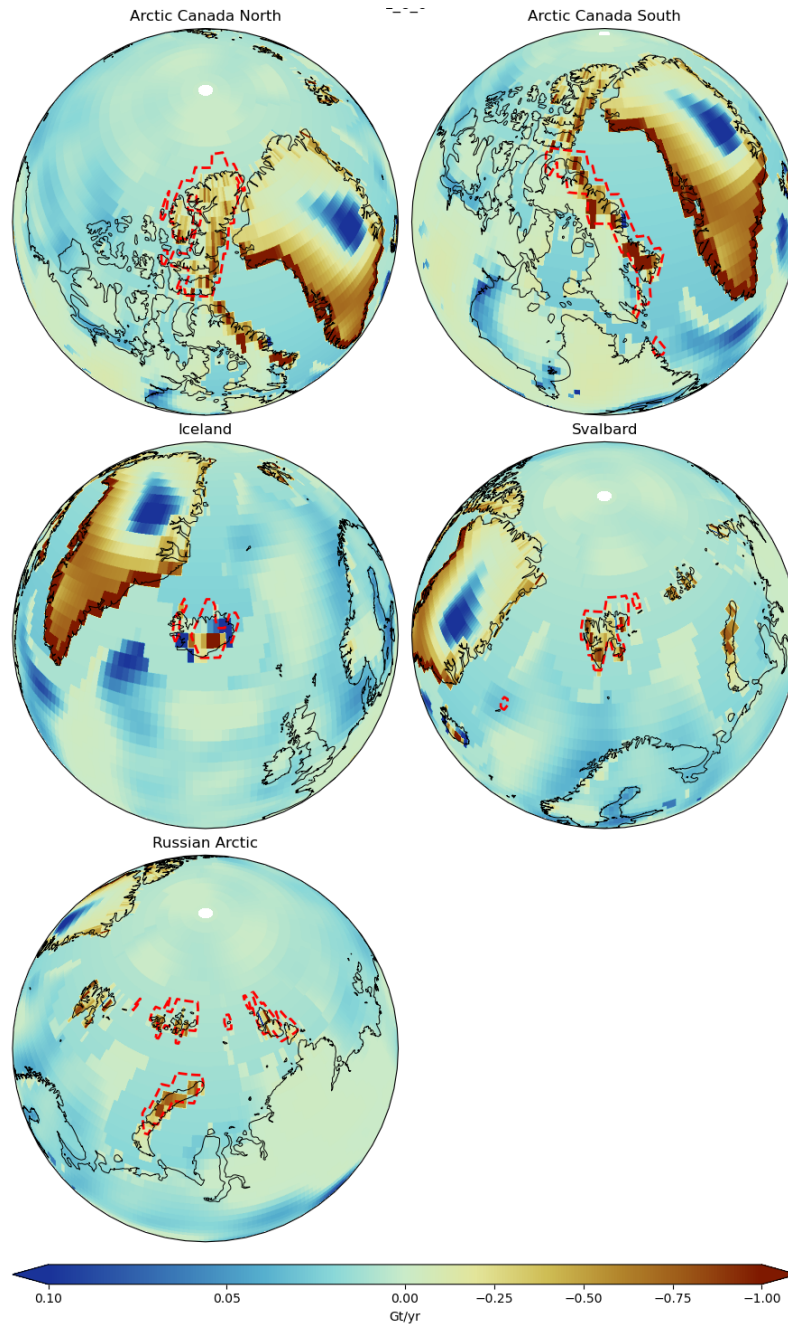 Arctic Canada North
Arctic Canada South
Iceland
Svalbard
Russian Arctic
0.10
0.05
0.00
−0.25
−0.50
−0.75
−1.00
Gt/yr